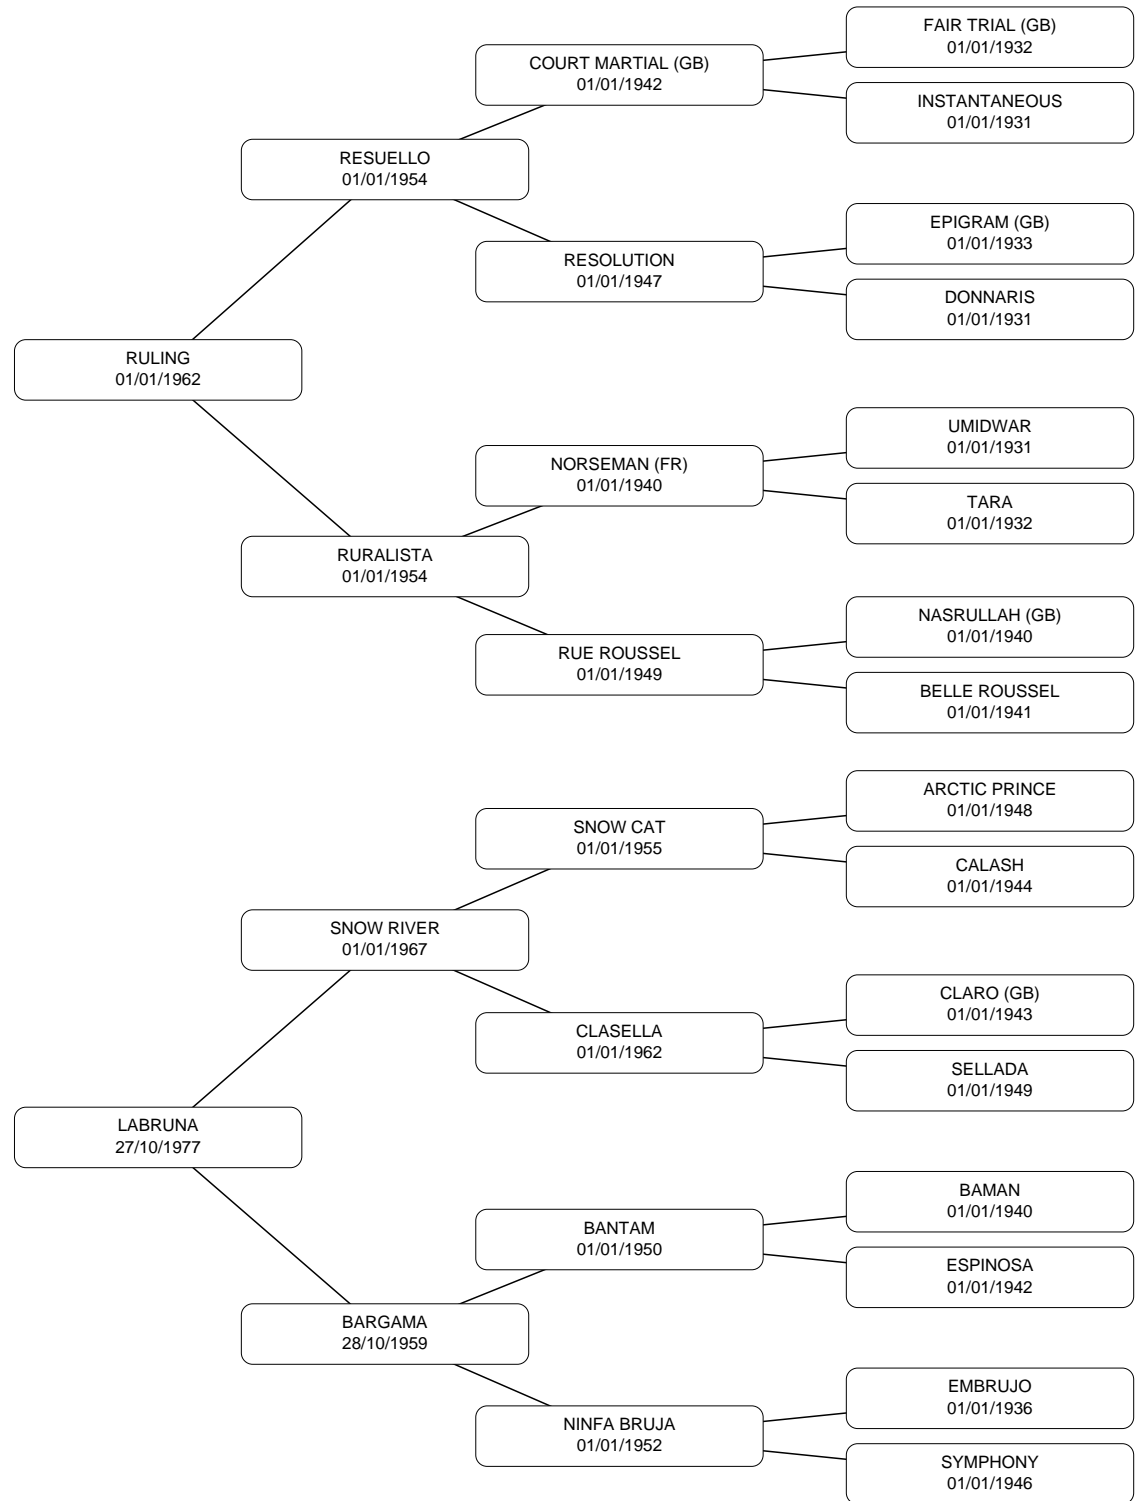 FAIR TRIAL (GB)
01/01/1932
COURT MARTIAL (GB)
01/01/1942
INSTANTANEOUS
01/01/1931
RESUELLO
01/01/1954
EPIGRAM (GB)
01/01/1933
RESOLUTION
01/01/1947
DONNARIS
01/01/1931
RULING
01/01/1962
UMIDWAR
01/01/1931
NORSEMAN (FR)
01/01/1940
TARA
01/01/1932
RURALISTA
01/01/1954
NASRULLAH (GB)
01/01/1940
RUE ROUSSEL
01/01/1949
BELLE ROUSSEL
01/01/1941
ARCTIC PRINCE
01/01/1948
SNOW CAT
01/01/1955
CALASH
01/01/1944
SNOW RIVER
01/01/1967
CLARO (GB)
01/01/1943
CLASELLA
01/01/1962
SELLADA
01/01/1949
LABRUNA
27/10/1977
BAMAN
01/01/1940
BANTAM
01/01/1950
ESPINOSA
01/01/1942
BARGAMA
28/10/1959
EMBRUJO
01/01/1936
NINFA BRUJA
01/01/1952
SYMPHONY
01/01/1946